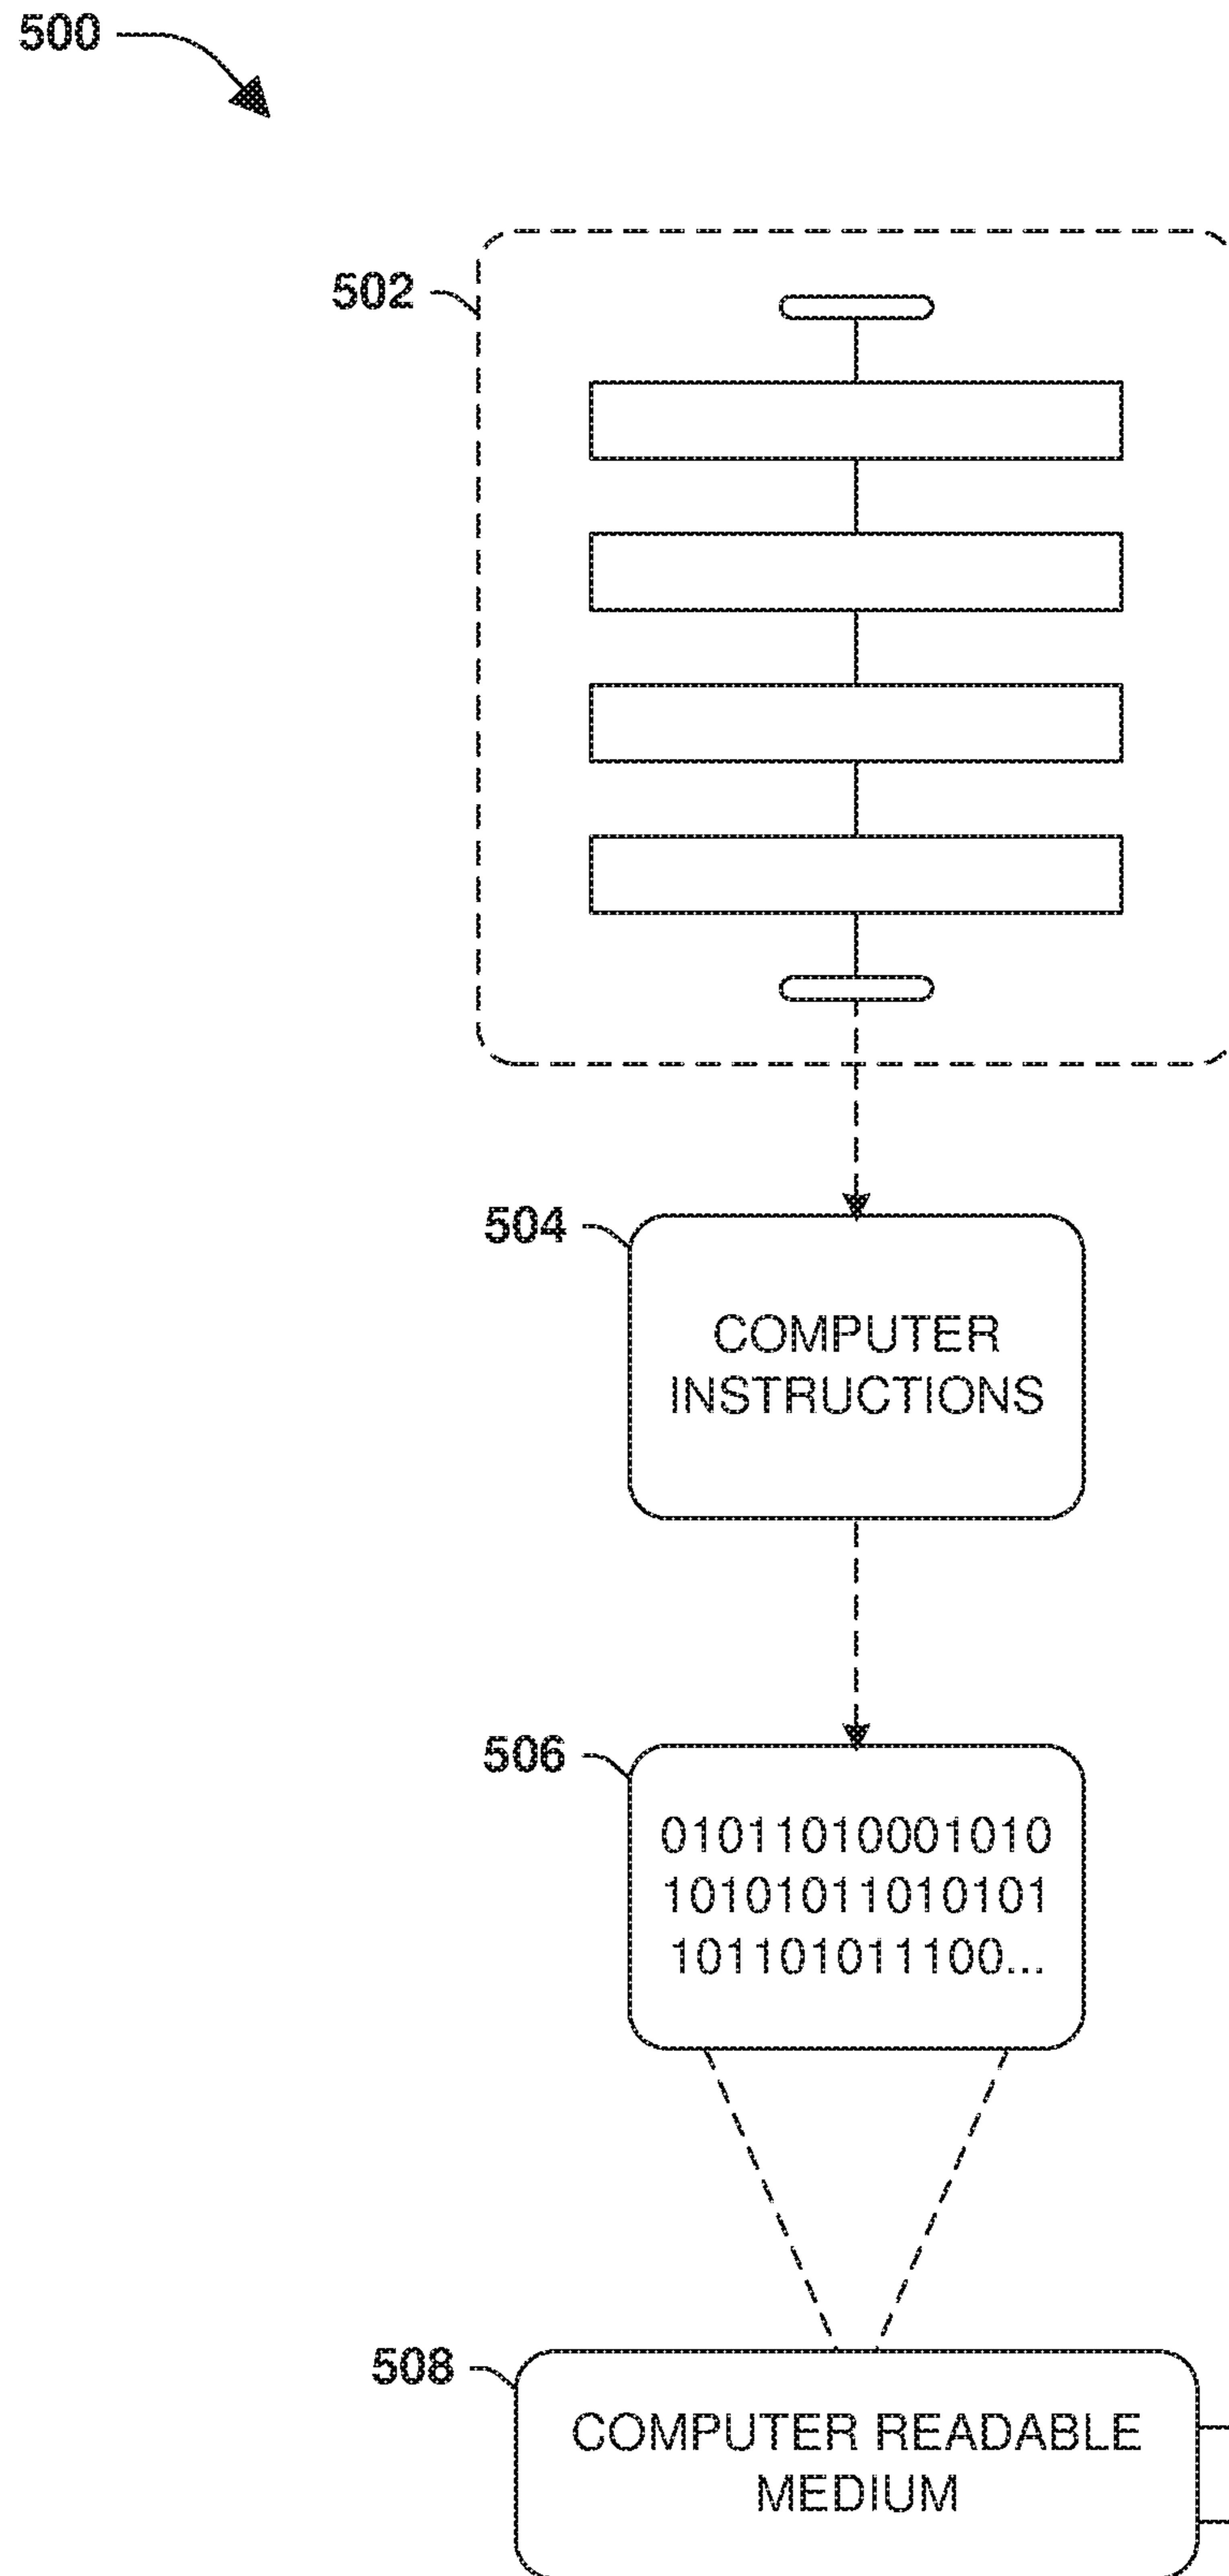 500
502
504
COMPUTER
INSTRUCTIONS
506
01011010001010
10101011010101
101101011100...
508
COMPUTER READABLE
MEDIUM